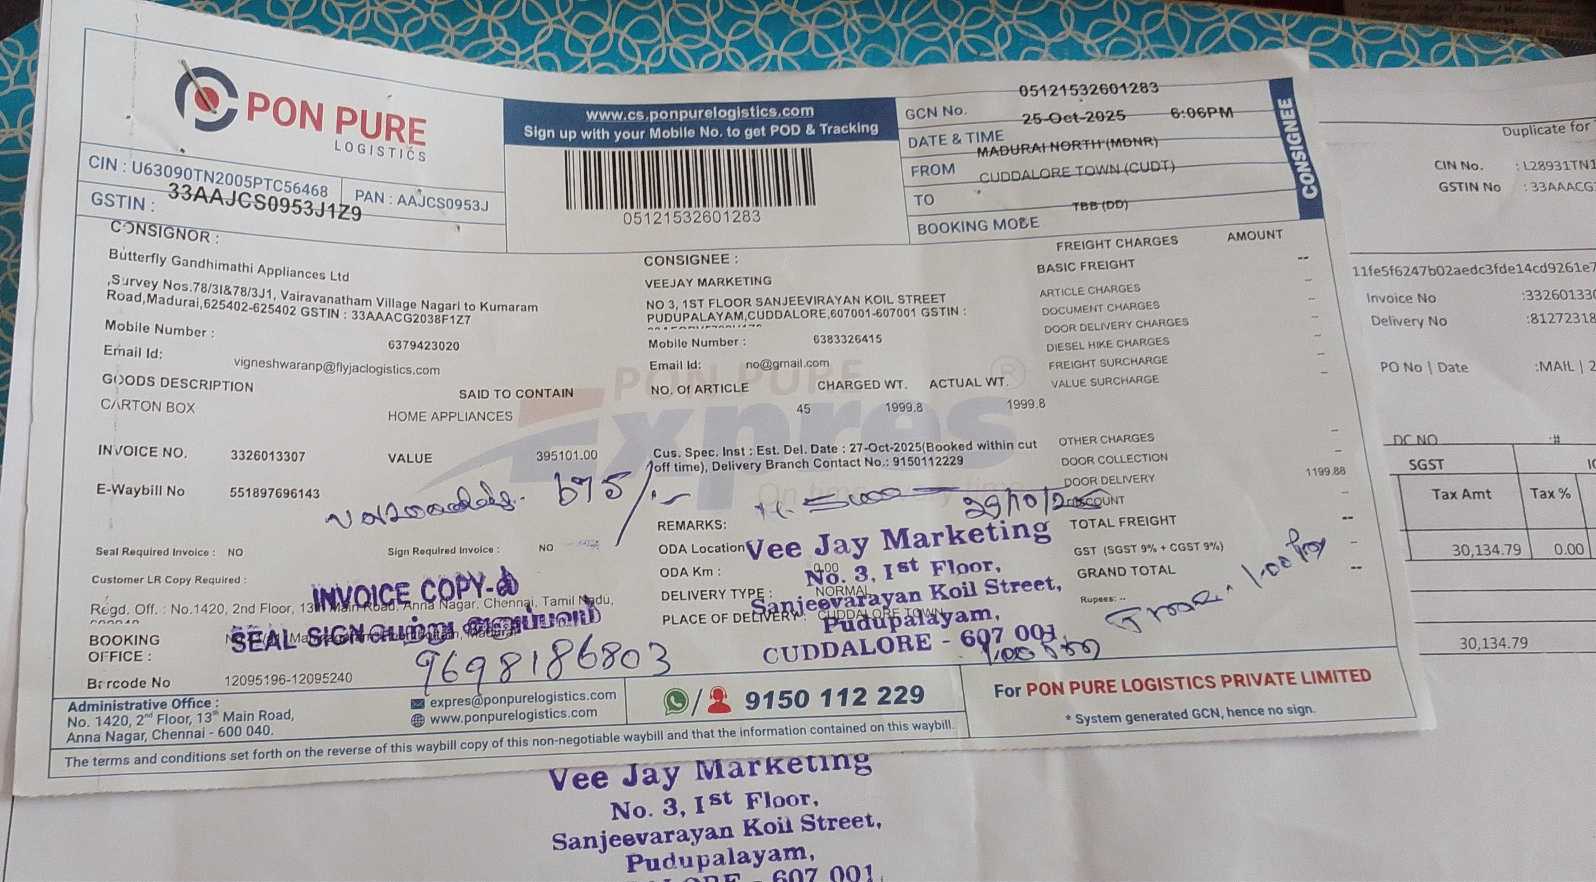 PON PURE
LOGISTICS
CIN : U63090TN2005PTC56468
PAN : AAJCS0953J
GSTIN : 33AAJCS0953J1Z9
www.cs.ponpurelogistics.com
Sign up with your Mobile No. to get POD & Tracking
05121532601283
GCN No. 05121532601283
DATE & TIME 25-Oct-2025 6:06PM
FROM MADURAI NORTH (MDNR)
TO CUDDALORE TOWN (CUDT)
BOOKING MODE TBB (DD)
CONSIGNEE
CONSIGNOR :
Butterfly Gandhimathi Appliances Ltd
,Survey Nos.78/3I&78/3J1, Vairavanatham Village Nagari to Kumaram
Road,Madurai,625402-625402 GSTIN : 33AAACG2038F1Z7
Mobile Number : 6379423020
Email Id: vigneshwaranp@flyjaclogistics.com
CONSIGNEE :
VEEJAY MARKETING
NO 3, 1ST FLOOR SANJEEVIRAYAN KOIL STREET
PUDUPALAYAM,CUDDALORE,607001-607001 GSTIN :
Mobile Number : 6383326415
Email Id: no@gmail.com
GOODS DESCRIPTION SAID TO CONTAIN
CARTON BOX HOME APPLIANCES
NO. Of ARTICLE CHARGED WT. ACTUAL WT.
45 1999.8 1999.8
PON PURE
Expres
INVOICE NO. 3326013307 VALUE 395101.00
E-Waybill No 551897696143
Cus. Spec. Inst : Est. Del. Date : 27-Oct-2025(Booked within cut
off time), Delivery Branch Contact No.: 9150112229
675/-
29/10/25
FREIGHT CHARGES AMOUNT
BASIC FREIGHT --
ARTICLE CHARGES --
DOCUMENT CHARGES --
DOOR DELIVERY CHARGES --
DIESEL HIKE CHARGES --
FREIGHT SURCHARGE --
VALUE SURCHARGE --
OTHER CHARGES --
DOOR COLLECTION --
DOOR DELIVERY 1199.88
DISCOUNT --
TOTAL FREIGHT --
GST (SGST 9% + CGST 9%) --
GRAND TOTAL --
Rupees: --
Seal Required Invoice : NO Sign Required Invoice : NO
Customer LR Copy Required :
REMARKS:
ODA Location
ODA Km : 0.00
DELIVERY TYPE : NORMAL
PLACE OF DELIVERY : CUDDALORE TOWN
Vee Jay Marketing
No. 3, 1st Floor,
Sanjeevarayan Koil Street,
Pudupalayam,
CUDDALORE - 607 001.
INVOICE COPY-ல்
SEAL SIGN
Regd. Off. : No.1420, 2nd Floor, 13th Main Road, Anna Nagar, Chennai, Tamil Nadu,
BOOKING
OFFICE :
9698186803
Barcode No 12095196-12095240
Administrative Office :
No. 1420, 2nd Floor, 13th Main Road,
Anna Nagar, Chennai - 600 040.
expres@ponpurelogistics.com
www.ponpurelogistics.com
9150 112 229
For PON PURE LOGISTICS PRIVATE LIMITED
* System generated GCN, hence no sign.
The terms and conditions set forth on the reverse of this waybill copy of this non-negotiable waybill and that the information contained on this waybill.
Vee Jay Marketing
No. 3, 1st Floor,
Sanjeevarayan Koil Street,
Pudupalayam,
607 001.
Duplicate for
CIN No. : L28931TN1
GSTIN No :33AAACG
11fe5f6247b02aedc3fde14cd9261e7
Invoice No :332601330
Delivery No :81272318
PO No | Date :MAIL | 2
DC NO :#
SGST
Tax Amt Tax %
30,134.79 0.00
30,134.79